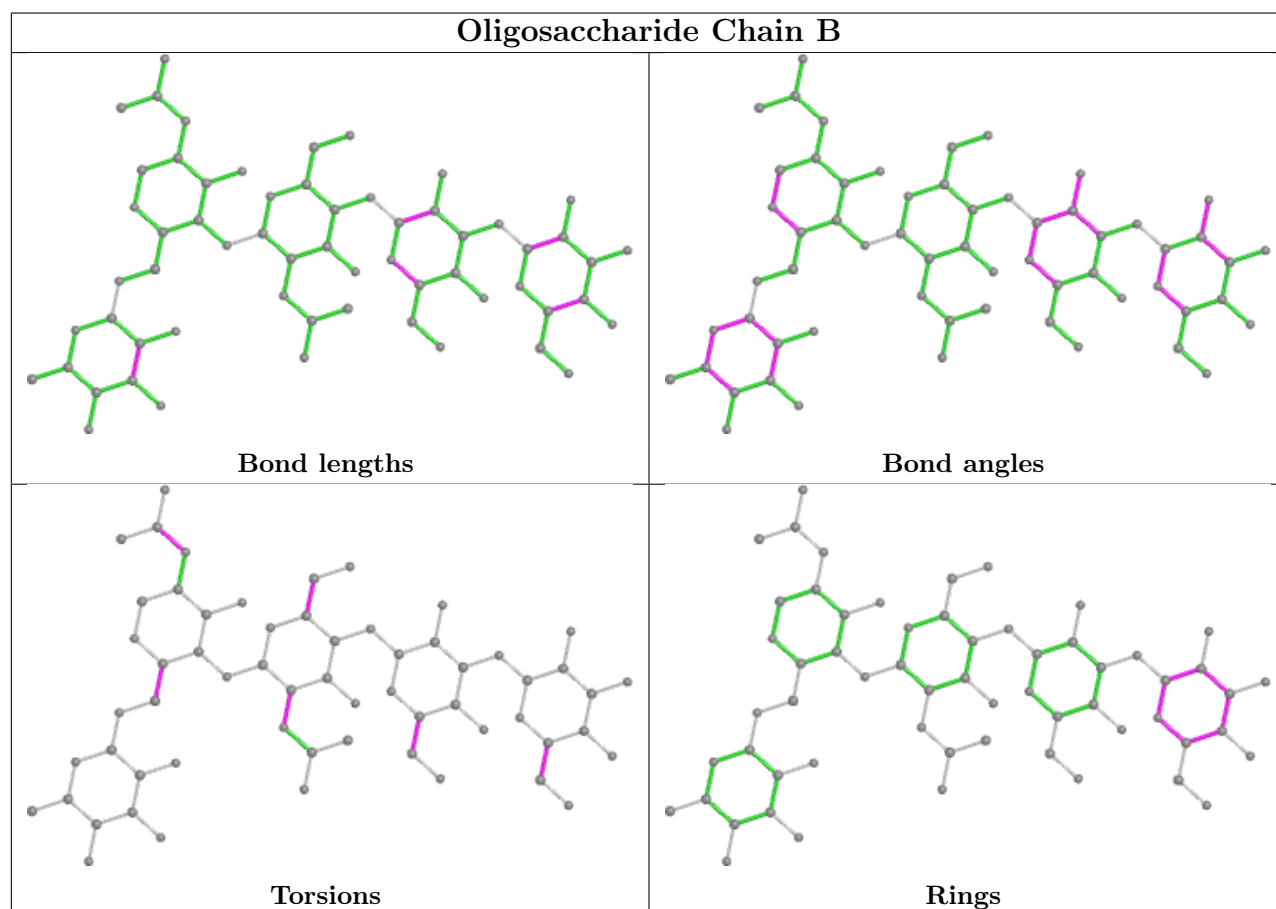 Oligosaccharide Chain B
Bond lengths
Bond angles
Torsions
Rings